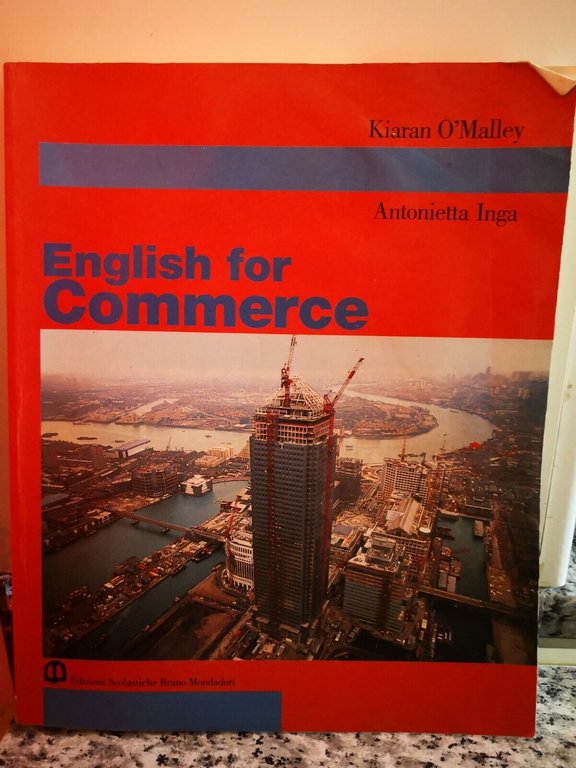 Kiaran O'Malley
Antonietta Inga
English for
Commerce
Edizioni Scolastiche Bruno Mondadori